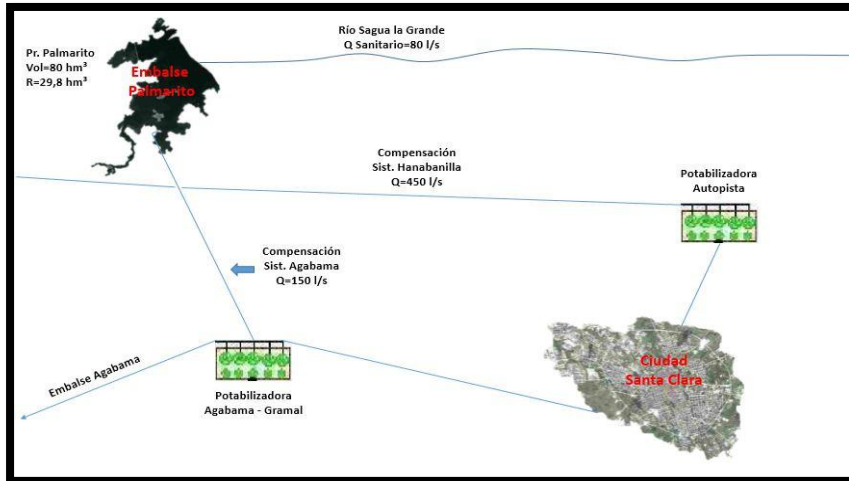 Río Sagua la Grande
Q Sanitario=80 l/s
Pr. Palmarito
Vol=80 hm³
R=29,8 hm³
Embalse
Palmarito
Compensación
Sist. Hanabanilla
Q=450 l/s
Potabilizadora
Autopista
Compensación
Sist. Agabama
Q=150 l/s
Embalse Agabama
Potabilizadora
Agabama - Gramal
Ciudad
Santa Clara